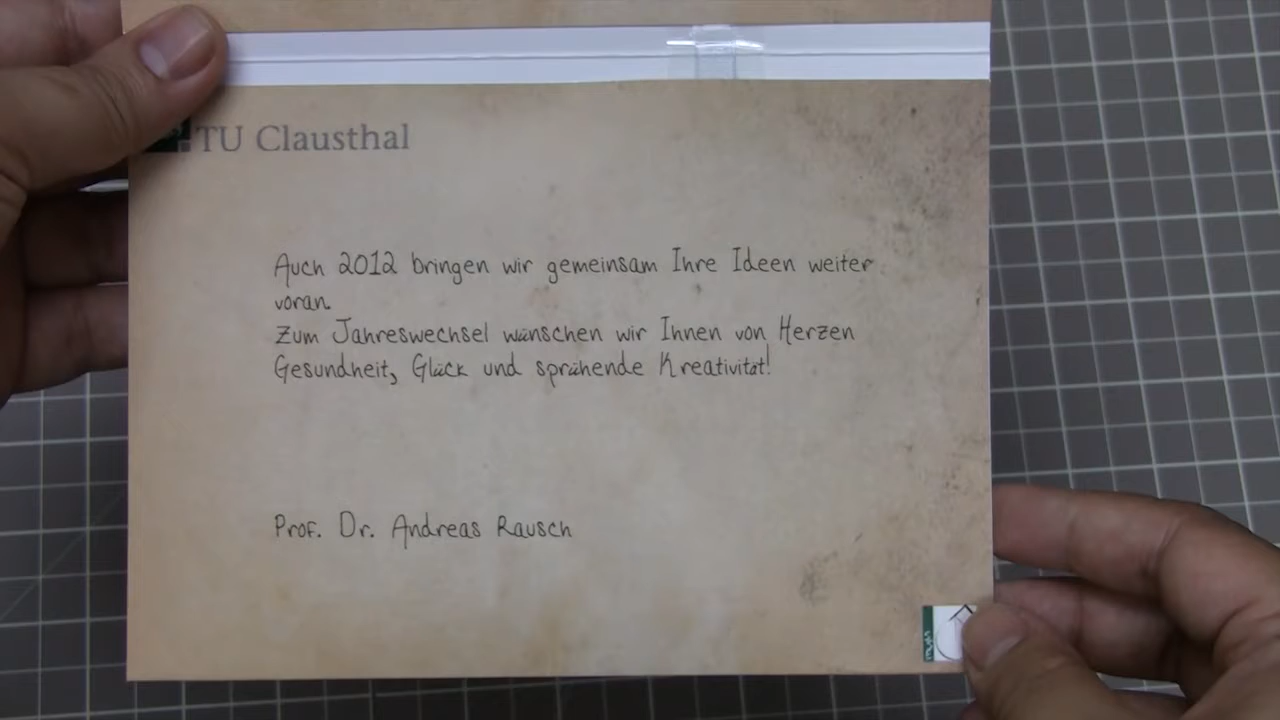 TU Clausthal
Auch 2012 bringen wir gemeinsam Ihre Ideen weiter
voran.
Zum Jahreswechsel wünschen wir Ihnen von Herzen
Gesundheit, Glück und sprühende Kreativität!
Prof. Dr. Andreas Rausch